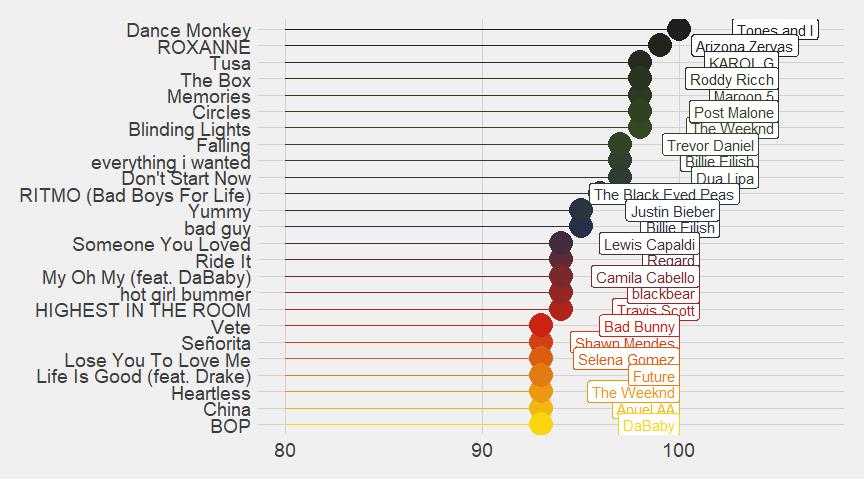 Dance Monkey Tones and I
ROXANNE Arizona Zervas
Tusa KAROL G
The Box Roddy Ricch
Memories Maroon 5
Circles Post Malone
Blinding Lights The Weeknd
Falling Trevor Daniel
everything i wanted Billie Eilish
Don't Start Now Dua Lipa
RITMO (Bad Boys For Life) The Black Eyed Peas
Yummy Justin Bieber
bad guy Billie Eilish
Someone You Loved Lewis Capaldi
Ride It Regard
My Oh My (feat. DaBaby) Camila Cabello
hot girl bummer blackbear
HIGHEST IN THE ROOM Travis Scott
Vete Bad Bunny
Señorita Shawn Mendes
Lose You To Love Me Selena Gomez
Life Is Good (feat. Drake) Future
Heartless The Weeknd
China Anuel AA
BOP DaBaby
80 90 100